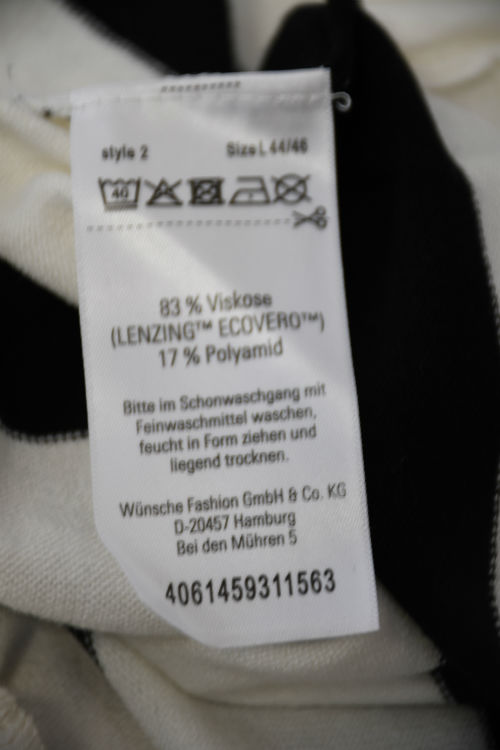 style 2 Size L 44/46
40
83 % Viskose
(LENZING™ ECOVERO™)
17 % Polyamid
Bitte im Schonwaschgang mit
Feinwaschmittel waschen,
feucht in Form ziehen und
liegend trocknen.
Wünsche Fashion GmbH & Co. KG
D-20457 Hamburg
Bei den Mühren 5
4061459311563